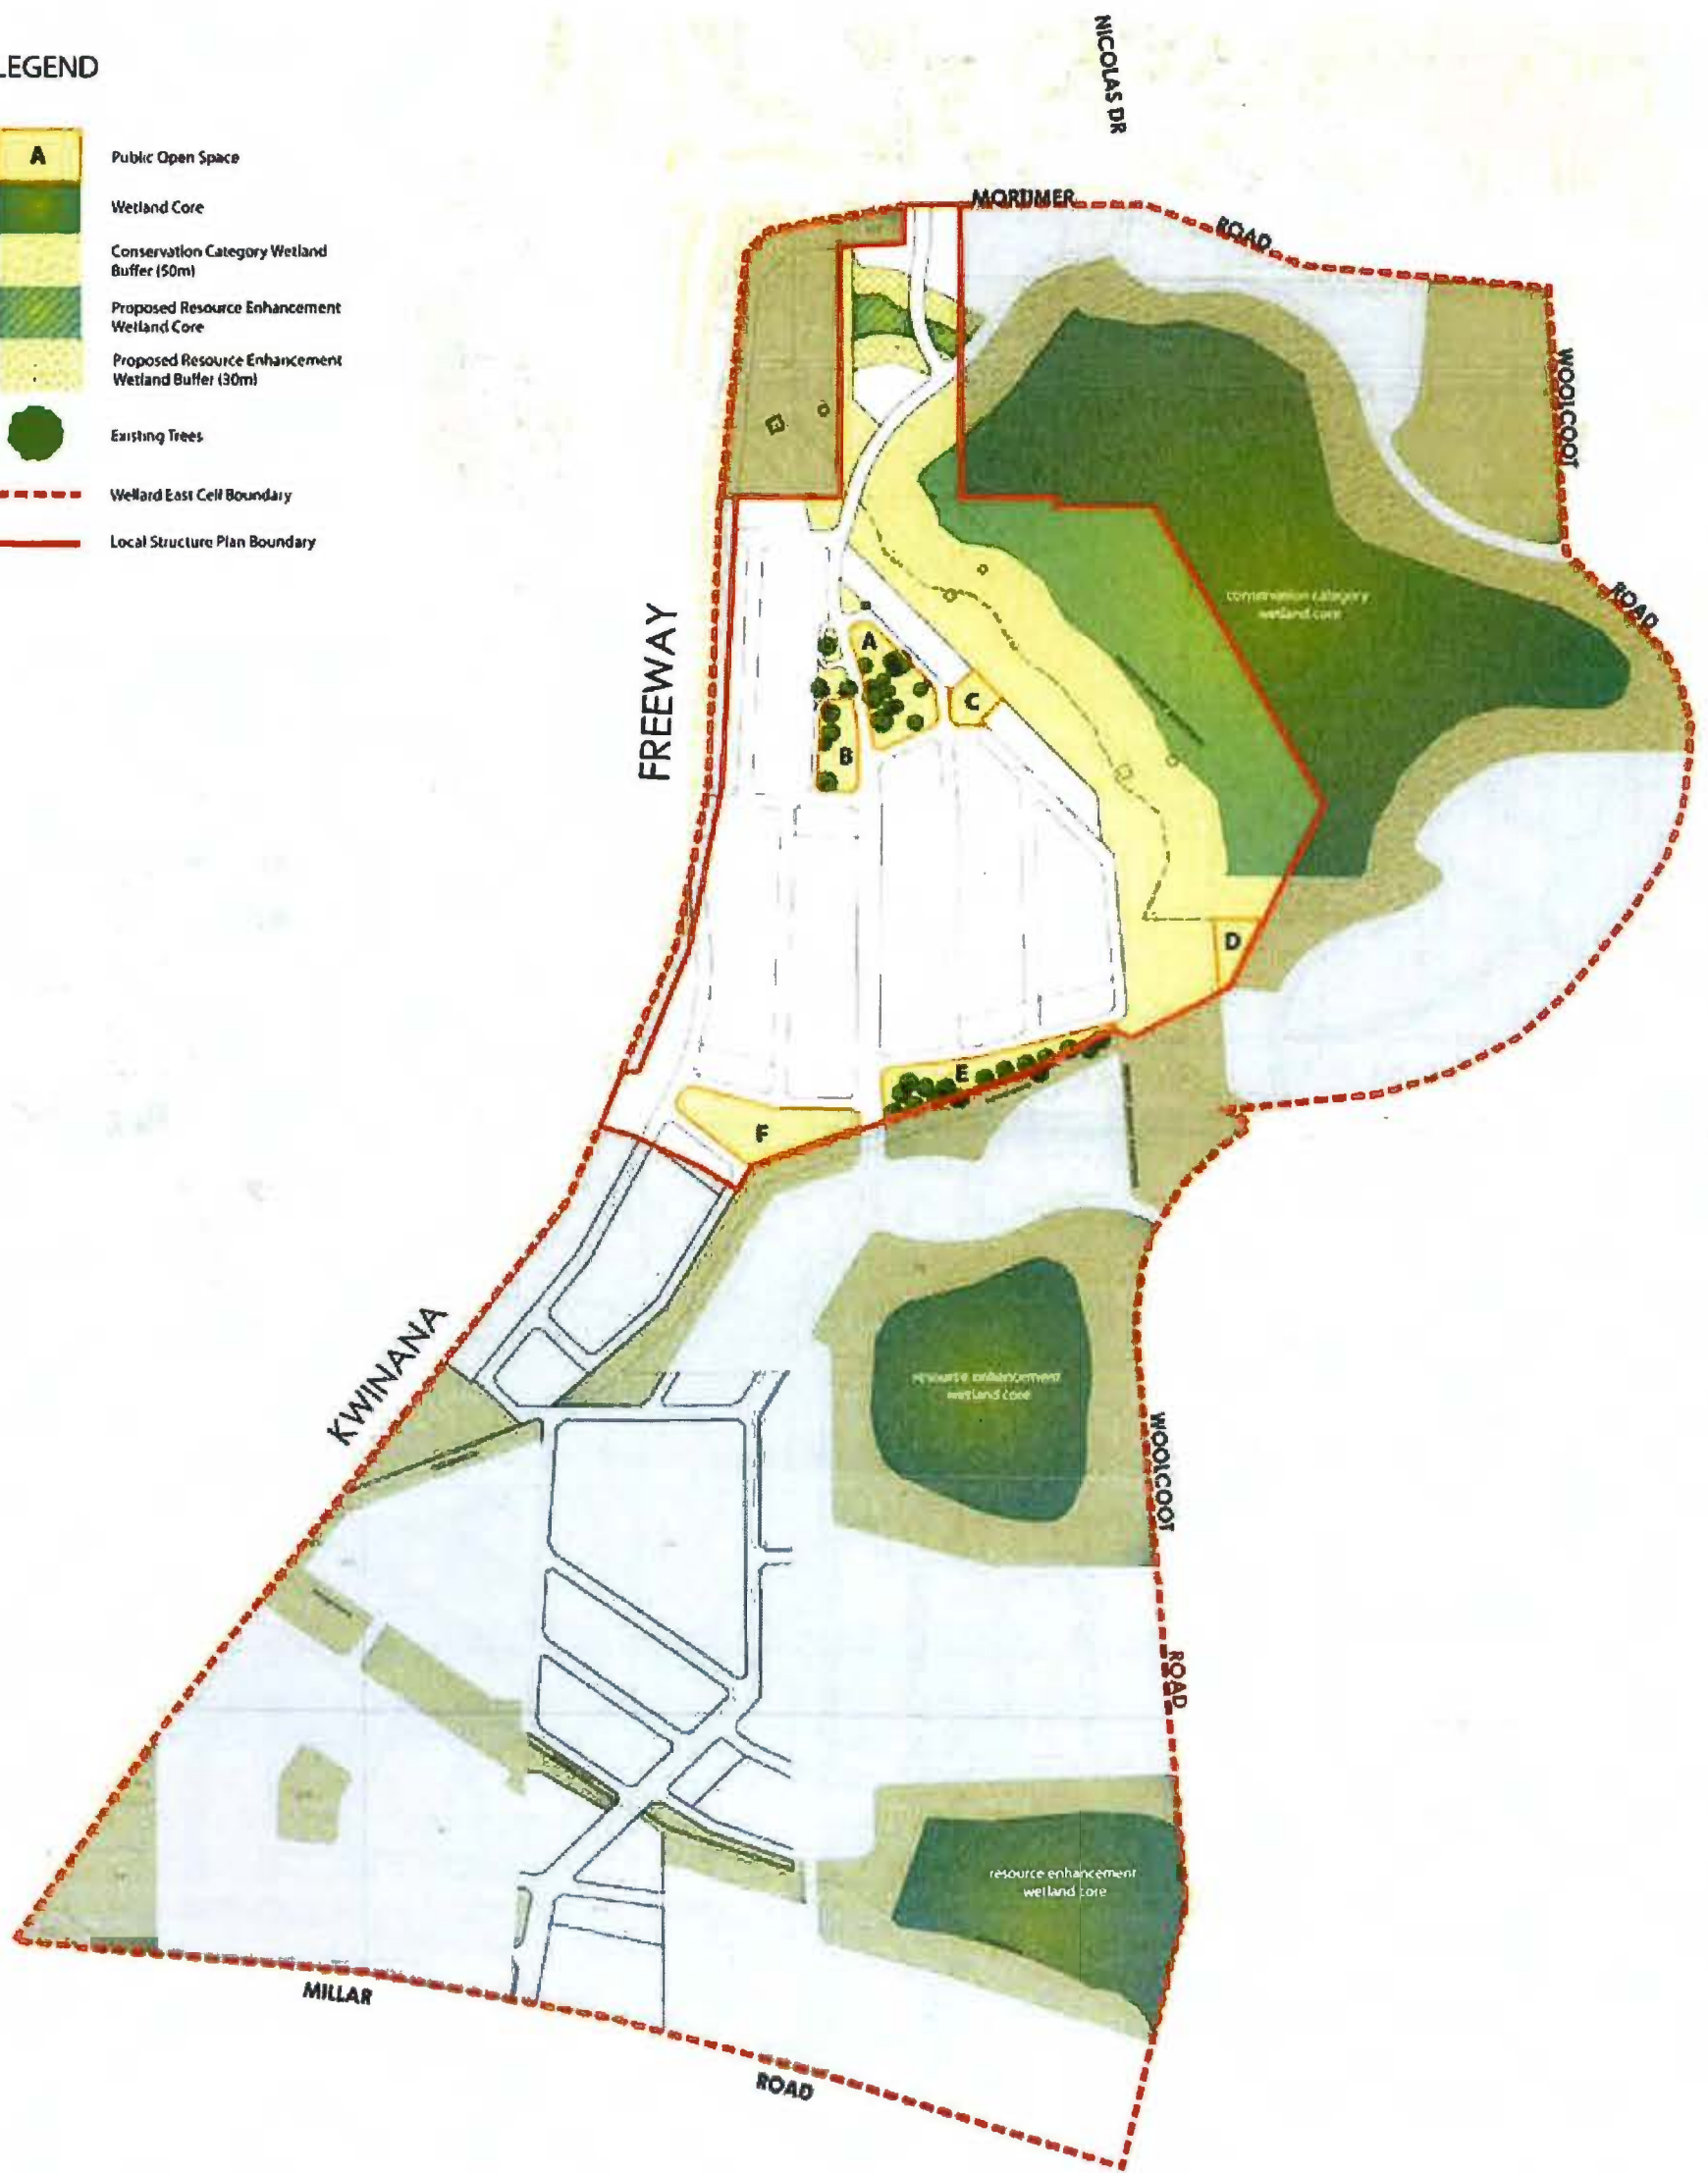 LEGEND
A
Public Open Space
Wetland Core
Conservation Category Wetland
Buffer (50m)
Proposed Resource Enhancement
Wetland Core
Proposed Resource Enhancement
Wetland Buffer (30m)
Existing Trees
Wellard East Cell Boundary
Local Structure Plan Boundary
NICOLAS DR
MORTIMER
ROAD
WOOLCOOT
ROAD
conservation category
wetland core
FREEWAY
A
C
B
D
E
F
KWINANA
resource enhancement
wetland core
WOOLCOOT
ROAD
resource enhancement
wetland core
MILLAR
ROAD